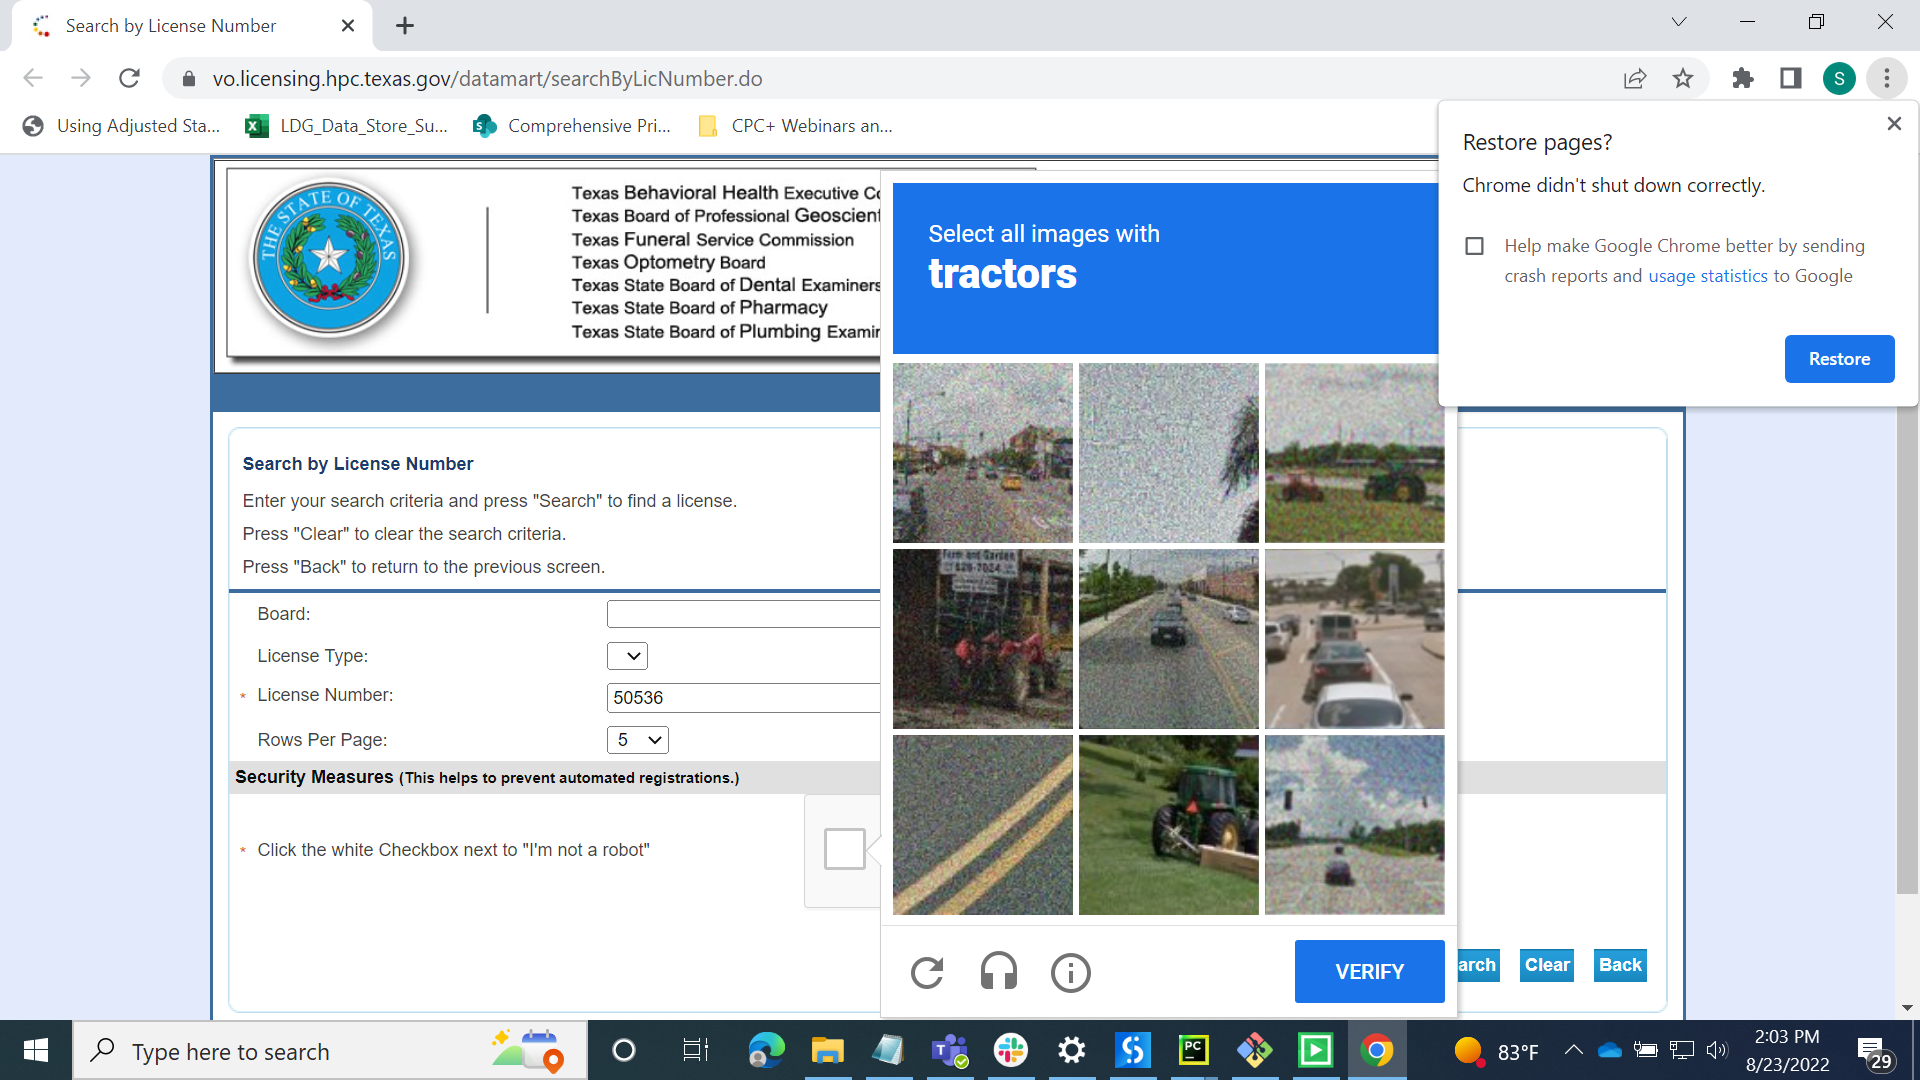 Search by License Number
vo.licensing.hpc.texas.gov/datamart/searchByLicNumber.do
S
Using Adjusted Sta...
LDG_Data_Store_Su...
Comprehensive Pri...
CPC+ Webinars an...
Restore pages?
Chrome didn't shut down correctly.
Help make Google Chrome better by sending
crash reports and usage statistics to Google
Restore
THE STATE OF TEXAS
Texas Behavioral Health Executive Co
Texas Board of Professional Geoscient
Texas Funeral Service Commission
Texas Optometry Board
Texas State Board of Dental Examiners
Texas State Board of Pharmacy
Texas State Board of Plumbing Examin
Select all images with
tractors
Farm and Garden
828-7024
VERIFY
Search by License Number
Enter your search criteria and press "Search" to find a license.
Press "Clear" to clear the search criteria.
Press "Back" to return to the previous screen.
Board:
License Type:
* License Number:
50536
Rows Per Page:
5
Security Measures (This helps to prevent automated registrations.)
* Click the white Checkbox next to "I'm not a robot"
arch
Clear
Back
Type here to search
PC
83°F
2:03 PM
8/23/2022
29